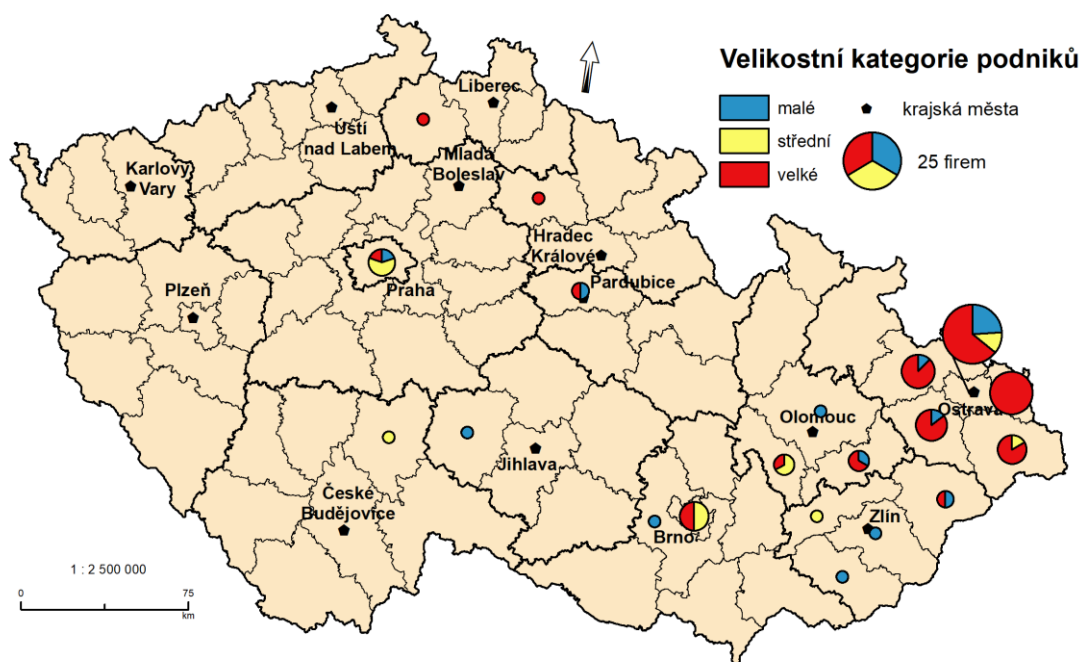 Velikostní kategorie podniků
malé
střední
velké
krajská města
25 firem
Liberec
Ústí
nad Labem
Mladá
Boleslav
Karlovy
Vary
Hradec
Králové
Praha
Pardubice
Plzeň
Ostrava
Olomouc
Jihlava
České
Budějovice
Brno
Zlín
1 : 2 500 000
0
75
km